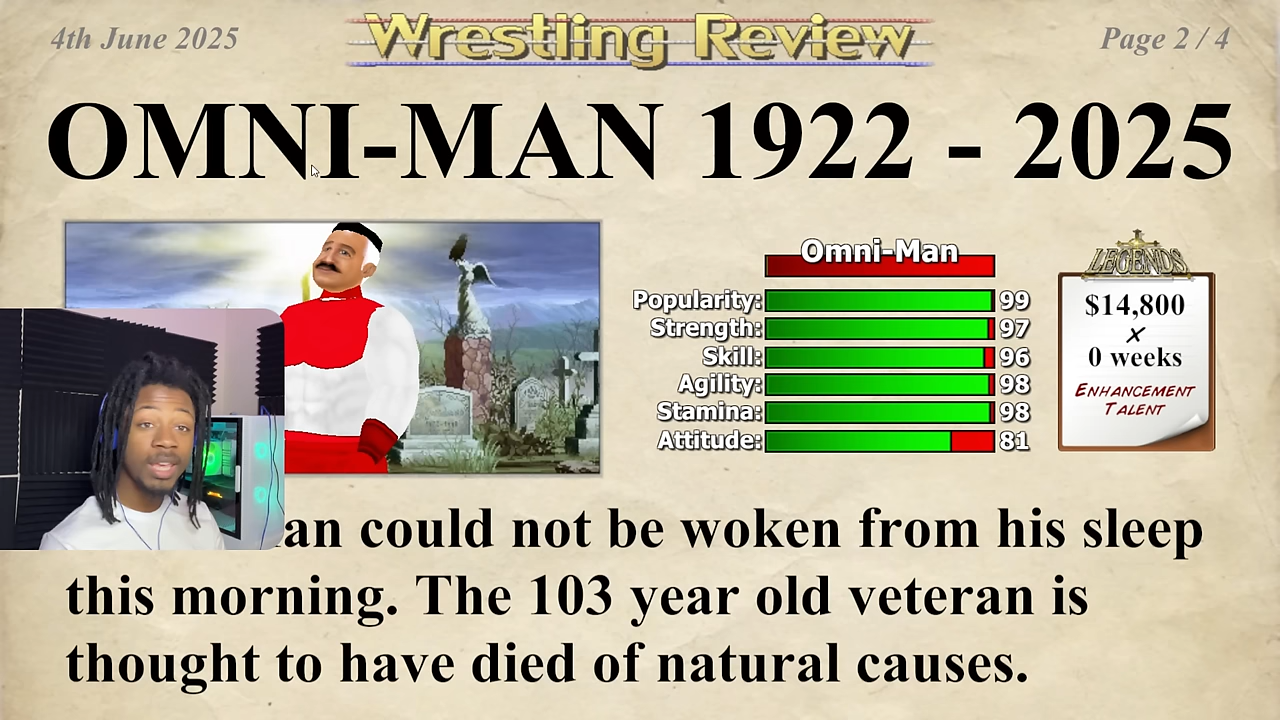 4th June 2025
Wrestling Review
Page 2 / 4
OMNI-MAN 1922 - 2025
Omni-Man
Popularity: 99
Strength: 97
Skill: 96
Agility: 98
Stamina: 98
Attitude: 81
LEGENDS
$14,800
x
0 weeks
ENHANCEMENT
TALENT
could not be woken from his sleep
this morning. The 103 year old veteran is
thought to have died of natural causes.